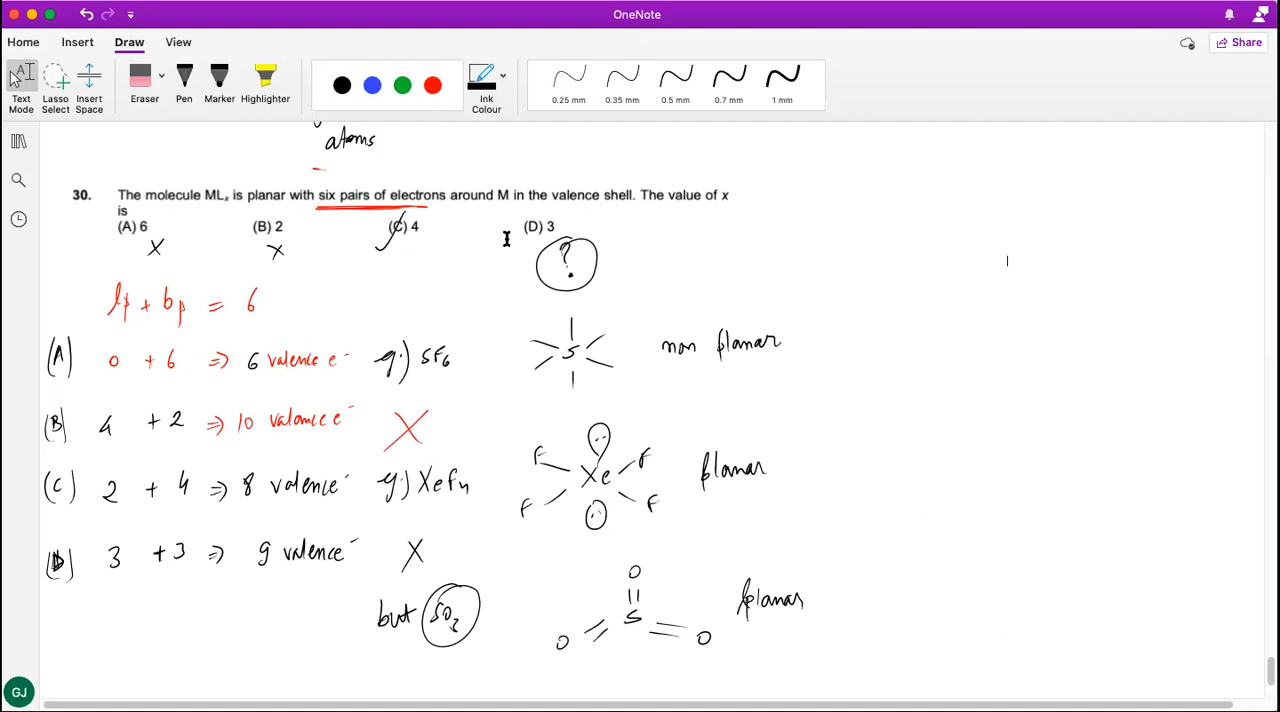 OneNote
Home Insert Draw View
Share
Text Mode
Lasso Select
Insert Space
Eraser
Pen
Marker
Highlighter
Ink Colour
0.25 mm 0.35 mm 0.5 mm 0.7 mm 1 mm
atoms
30. The molecule MLₓ is planar with six pairs of electrons around M in the valence shell. The value of x
is
(A) 6 (B) 2 (C) 4 (D) 3
X X ✓ ?
lp + bp = 6
(A) 0 + 6 ⇒ 6 valence e⁻ eg.) SF₆ S non planar
(B) 4 + 2 ⇒ 10 valance e⁻ X
F F
(C) 2 + 4 ⇒ 8 valence⁻ eg.) XeF₄ Xe planar
F F
(D) 3 + 3 ⇒ 9 valence⁻ X
O
but SO₃ S planar
O O
GJ